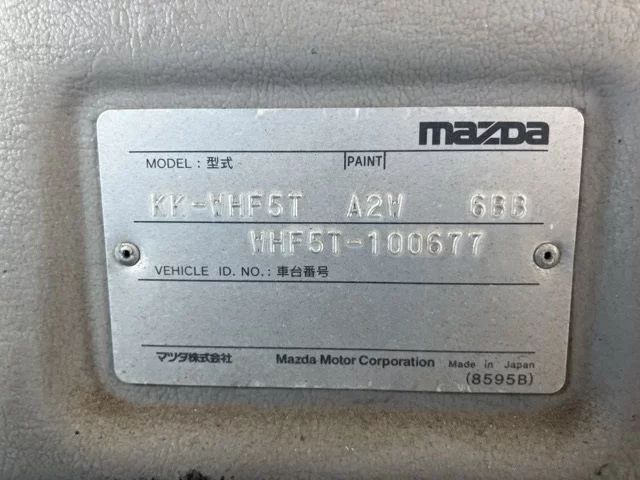 mazda
MODEL : 型式 PAINT
KK-WHF5T A2W 6BB
WHF5T-100677
VEHICLE ID. NO. : 車台番号
マツダ株式会社 Mazda Motor Corporation Made in Japan
(8595B)